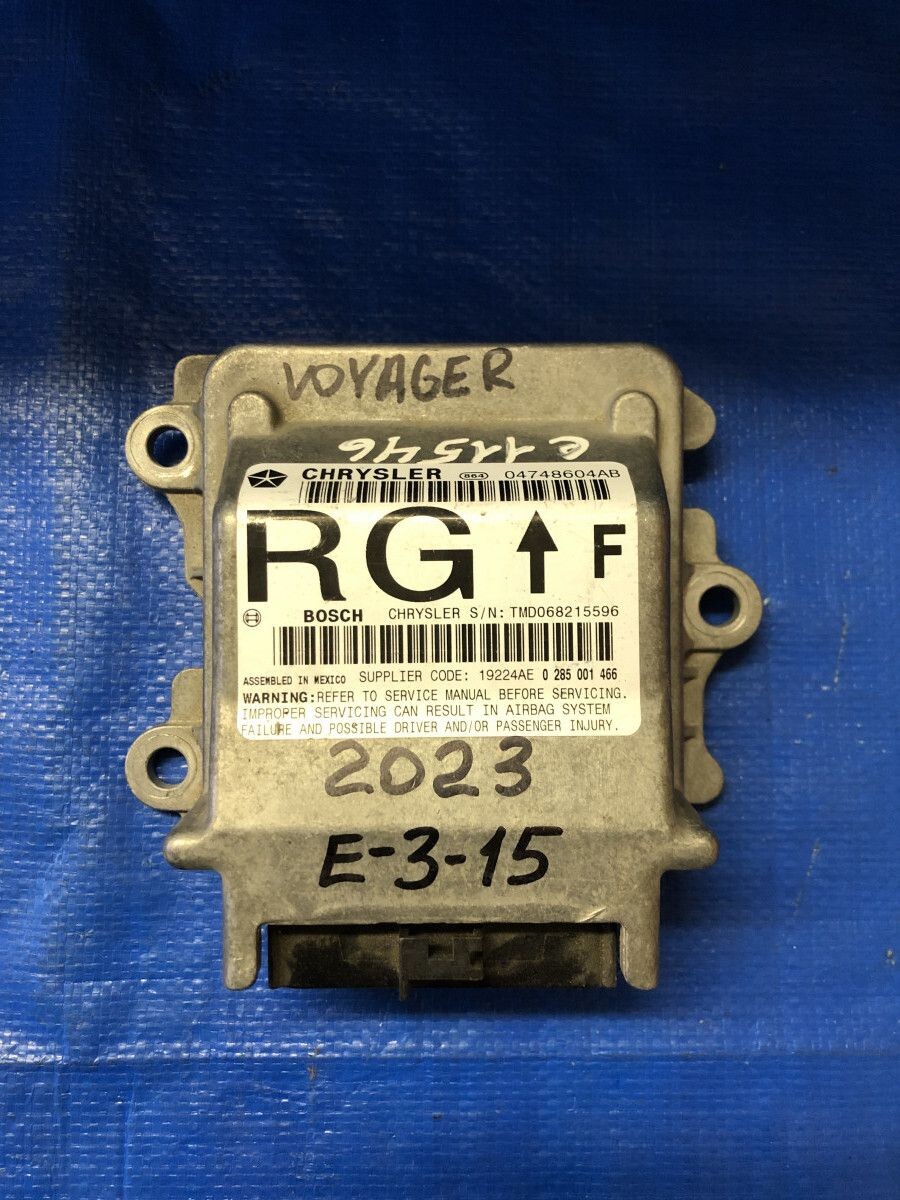 VOYAGER
e 11546
CHRYSLER 864 04748604AB
RG F
BOSCH CHRYSLER S/N: TMD068215596
ASSEMBLED IN MEXICO SUPPLIER CODE: 19224AE 0 285 001 466
WARNING:REFER TO SERVICE MANUAL BEFORE SERVICING.
IMPROPER SERVICING CAN RESULT IN AIRBAG SYSTEM
FAILURE AND POSSIBLE DRIVER AND/OR PASSENGER INJURY.
2023
E-3-15